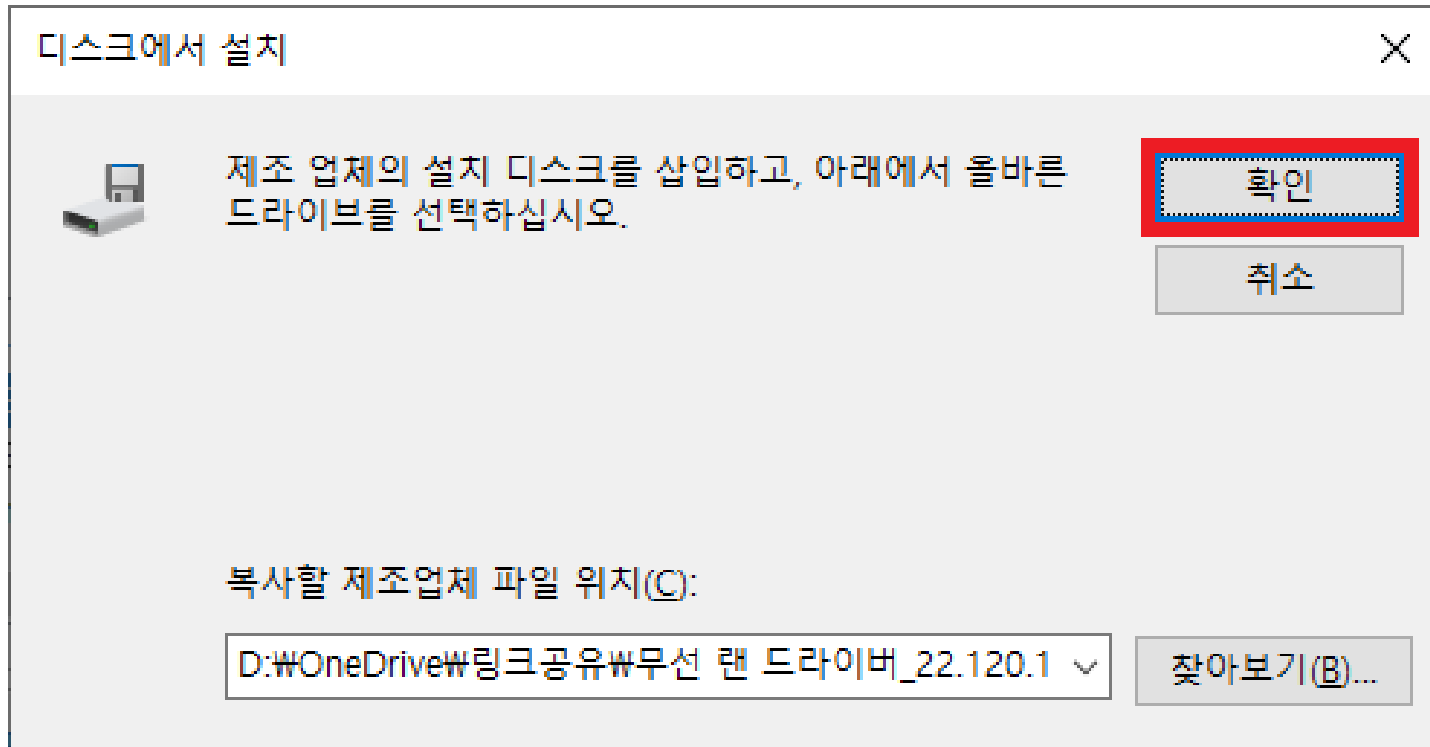 디스크에서 설치
제조 업체의 설치 디스크를 삽입하고, 아래에서 올바른
드라이브를 선택하십시오.
확인
취소
복사할 제조업체 파일 위치(C):
D:₩OneDrive₩링크공유₩무선 랜 드라이버_22.120.1
찾아보기(B)...